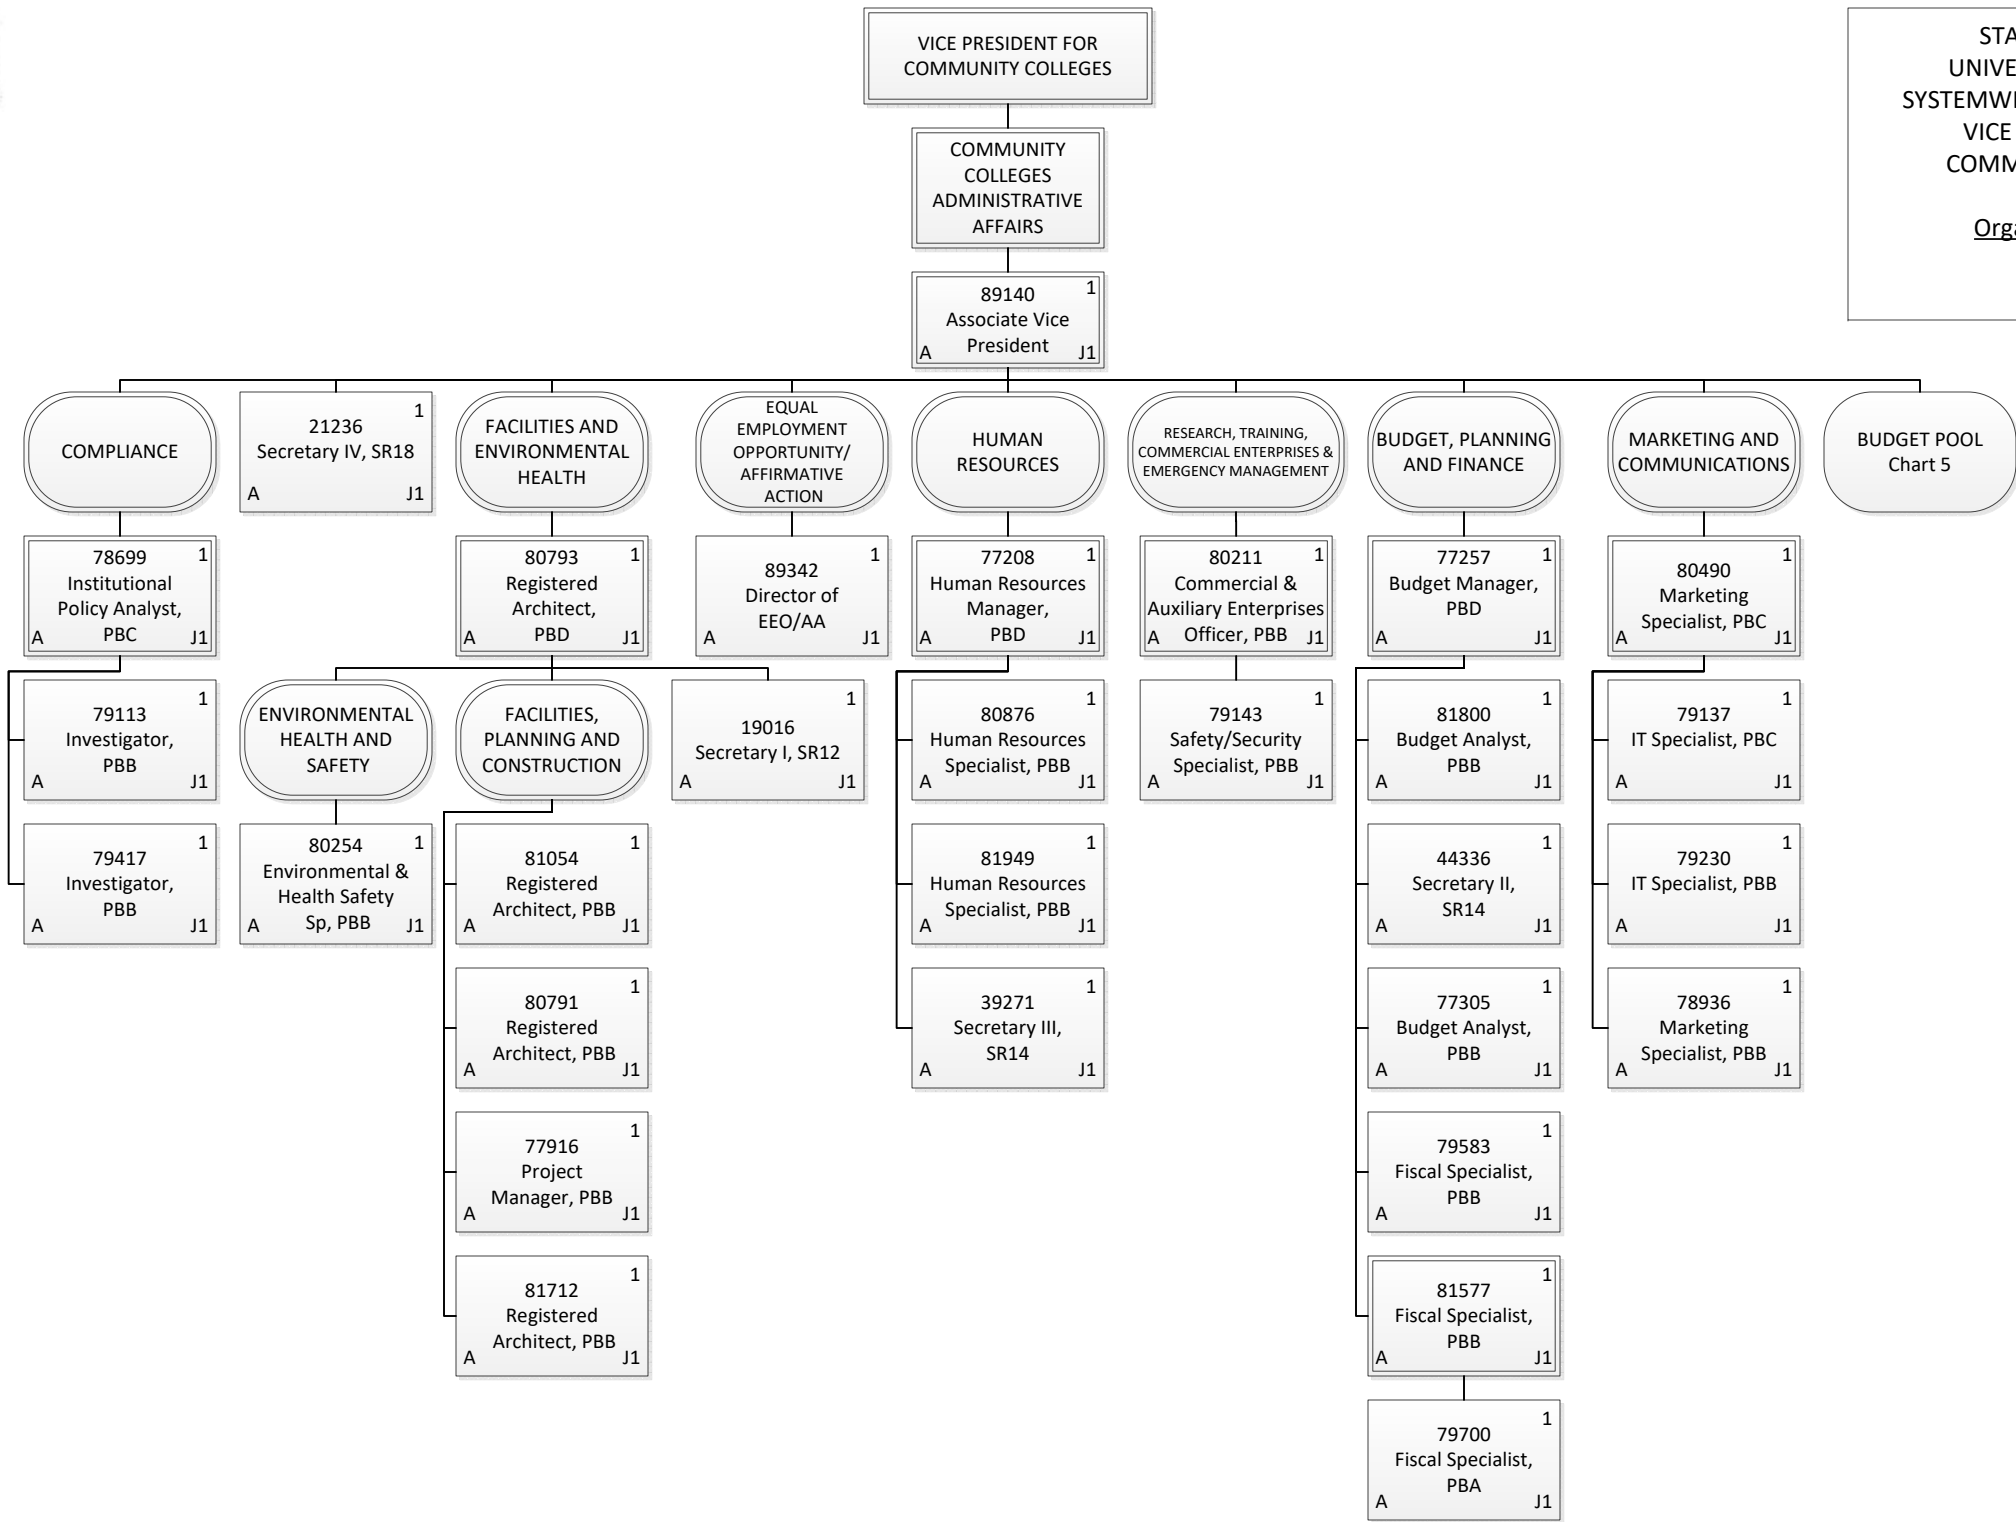 VICE PRESIDENT FOR
COMMUNITY COLLEGES
STA
UNIVE
SYSTEMWI
VICE
COMM
Orga
COMMUNITY
COLLEGES
ADMINISTRATIVE
AFFAIRS
89140 1
Associate Vice
A President J1
COMPLIANCE
1
21236
Secretary IV, SR18
A J1
FACILITIES AND
ENVIRONMENTAL
HEALTH
EQUAL
EMPLOYMENT
OPPORTUNITY/
AFFIRMATIVE
ACTION
HUMAN
RESOURCES
RESEARCH, TRAINING,
COMMERCIAL ENTERPRISES &
EMERGENCY MANAGEMENT
BUDGET, PLANNING
AND FINANCE
MARKETING AND
COMMUNICATIONS
BUDGET POOL
Chart 5
78699 1
Institutional
Policy Analyst,
A PBC J1
80793 1
Registered
Architect,
A PBD J1
1
89342
Director of
EEO/AA
A J1
77208 1
Human Resources
Manager,
A PBD J1
80211 1
Commercial &
Auxiliary Enterprises
A Officer, PBB J1
77257 1
Budget Manager,
PBD
A J1
1
80490
Marketing
Specialist, PBC
A J1
1
79113
Investigator,
PBB
A J1
ENVIRONMENTAL
HEALTH AND
SAFETY
FACILITIES,
PLANNING AND
CONSTRUCTION
1
19016
Secretary I, SR12
A J1
1
80876
Human Resources
Specialist, PBB
A J1
1
79143
Safety/Security
Specialist, PBB
A J1
1
81800
Budget Analyst,
PBB
A J1
1
79137
IT Specialist, PBC
A J1
1
79417
Investigator,
PBB
A J1
80254 1
Environmental &
Health Safety
A Sp, PBB J1
1
81054
Registered
Architect, PBB
A J1
1
81949
Human Resources
Specialist, PBB
A J1
1
44336
Secretary II,
SR14
A J1
1
79230
IT Specialist, PBB
A J1
1
80791
Registered
Architect, PBB
A J1
1
39271
Secretary III,
SR14
A J1
1
77305
Budget Analyst,
PBB
A J1
1
78936
Marketing
Specialist, PBB
A J1
1
77916
Project
Manager, PBB
A J1
1
79583
Fiscal Specialist,
PBB
A J1
1
81712
Registered
Architect, PBB
A J1
1
81577
Fiscal Specialist,
PBB
A J1
1
79700
Fiscal Specialist,
PBA
A J1